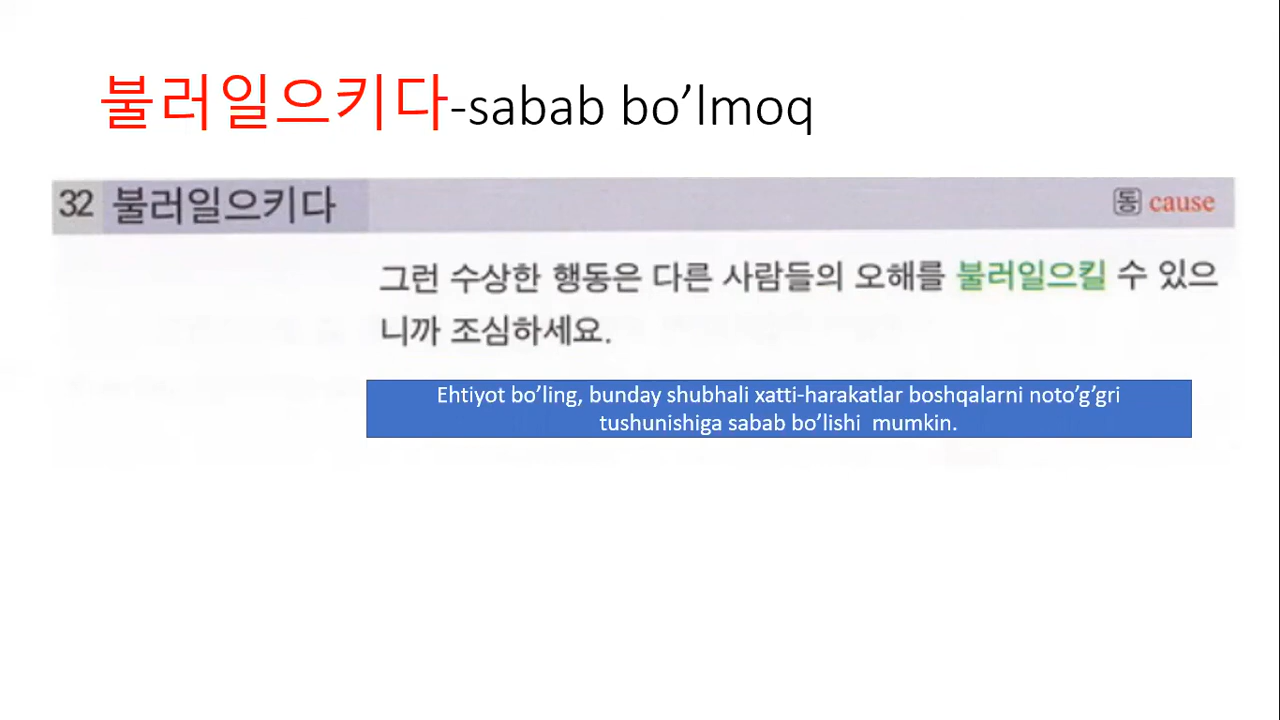 불러일으키다-sabab bo’lmoq
32 불러일으키다 동 cause
그런 수상한 행동은 다른 사람들의 오해를 불러일으킬 수 있으
니까 조심하세요.
Ehtiyot bo’ling, bunday shubhali xatti-harakatlar boshqalarni noto’g’gri
tushunishiga sabab bo’lishi mumkin.